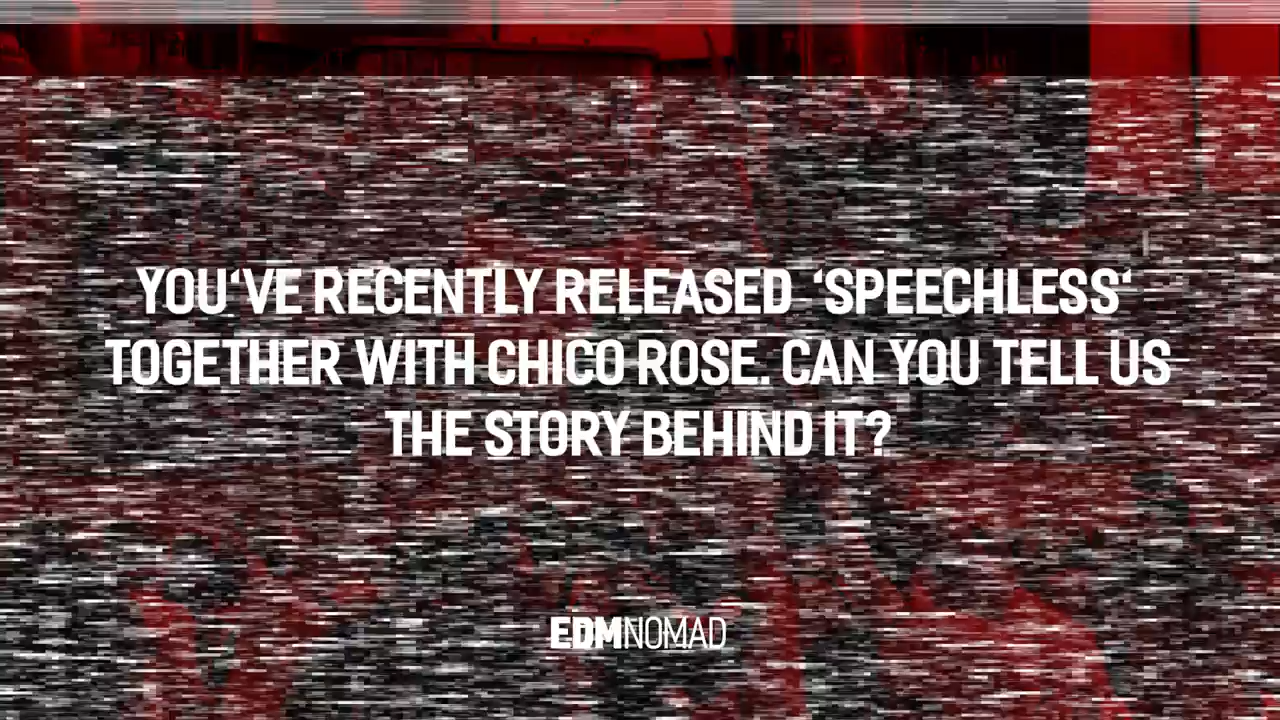 YOU‘VE RECENTLY RELEASED ‘SPEECHLESS‘
TOGETHER WITH CHICO ROSE. CAN YOU TELL US
THE STORY BEHIND IT?
EDMNOMAD